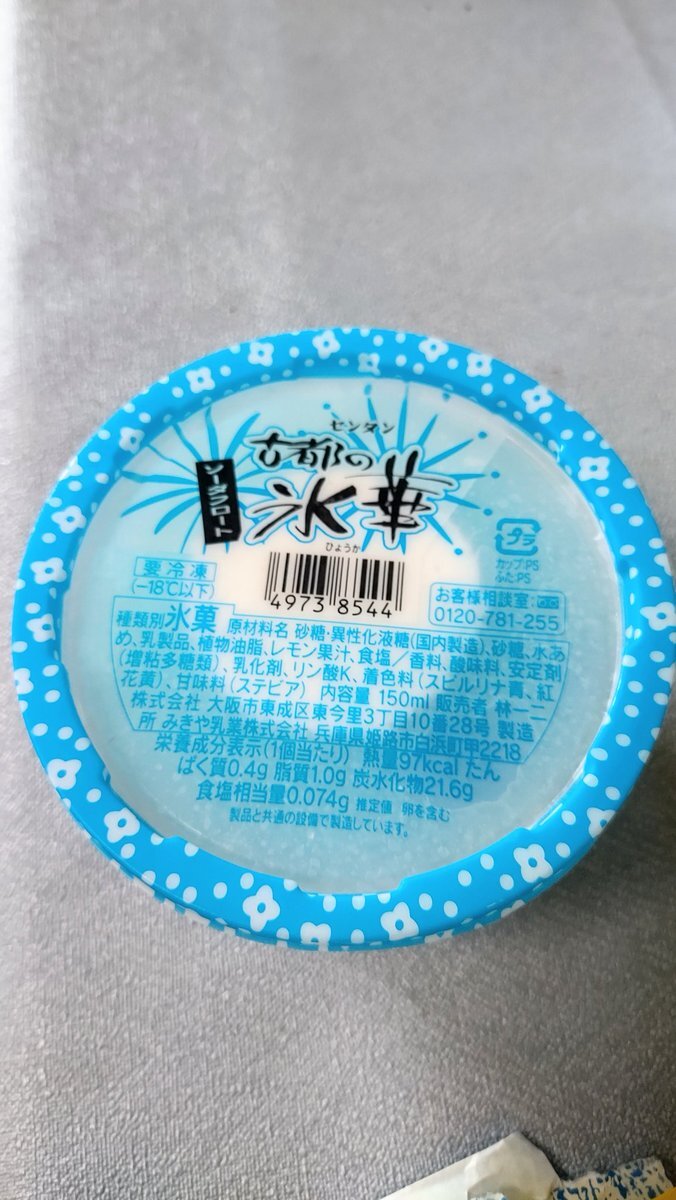 センタン
古都の
氷華
ひょうか
ソーダフロート
プラ
カップ:PS
ふた:PS
要冷凍
(−18℃以下)
4973 8544
お客様相談室:
0120-781-255
種類別 氷菓 原材料名 砂糖・異性化液糖(国内製造)、砂糖、水あ
め、乳製品、植物油脂、レモン果汁、食塩/香料、酸味料、安定剤
(増粘多糖類)、乳化剤、リン酸K、着色料(スピルリナ青、紅
花黄)、甘味料(ステビア) 内容量 150ml 販売者 林一二
株式会社 大阪市東成区東今里3丁目10番28号 製造
所 みきや乳業株式会社 兵庫県姫路市白浜町甲2218
栄養成分表示(1個当たり) 熱量97kcal たん
ぱく質0.4g 脂質1.0g 炭水化物21.6g
食塩相当量0.074g 推定値 卵を含む
製品と共通の設備で製造しています。